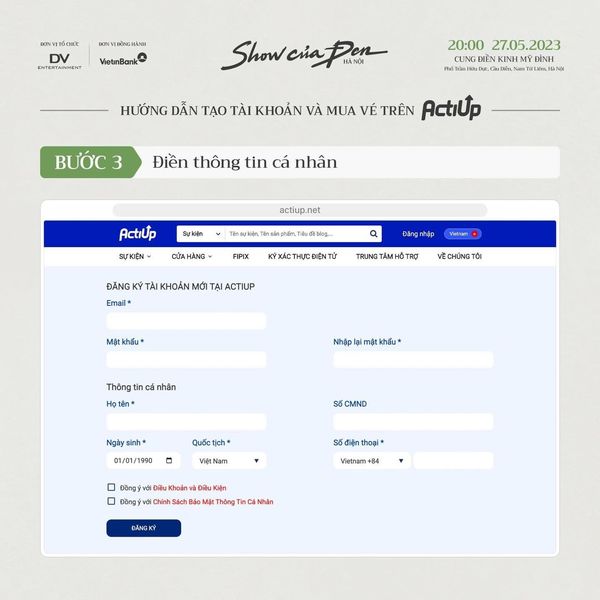 ĐƠN VỊ TỔ CHỨC
DV
ENTERTAINMENT
ĐƠN VỊ ĐỒNG HÀNH
VietinBank
Show của Đen
HÀ NỘI
20:00 27.05.2023
CUNG ĐIỀN KINH MỸ ĐÌNH
Phố Trần Hữu Dực, Cầu Diễn, Nam Từ Liêm, Hà Nội
HƯỚNG DẪN TẠO TÀI KHOẢN VÀ MUA VÉ TRÊN ActiUp
BƯỚC 3
Điền thông tin cá nhân
actiup.net
ActiUp
Sự kiện
Tên sự kiện, Tên sản phẩm, Tiêu đề blog,...
Đăng nhập
Vietnam
SỰ KIỆN
CỬA HÀNG
FIPIX
KÝ XÁC THỰC ĐIỆN TỬ
TRUNG TÂM HỖ TRỢ
VỀ CHÚNG TÔI
ĐĂNG KÝ TÀI KHOẢN MỚI TẠI ACTIUP
Email *
Mật khẩu *
Nhập lại mật khẩu *
Thông tin cá nhân
Họ tên *
Số CMND
Ngày sinh *
Quốc tịch *
Số điện thoại *
01/01/1990
Việt Nam
Vietnam +84
Đồng ý với Điều Khoản và Điều Kiện
Đồng ý với Chính Sách Bảo Mật Thông Tin Cá Nhân
ĐĂNG KÝ